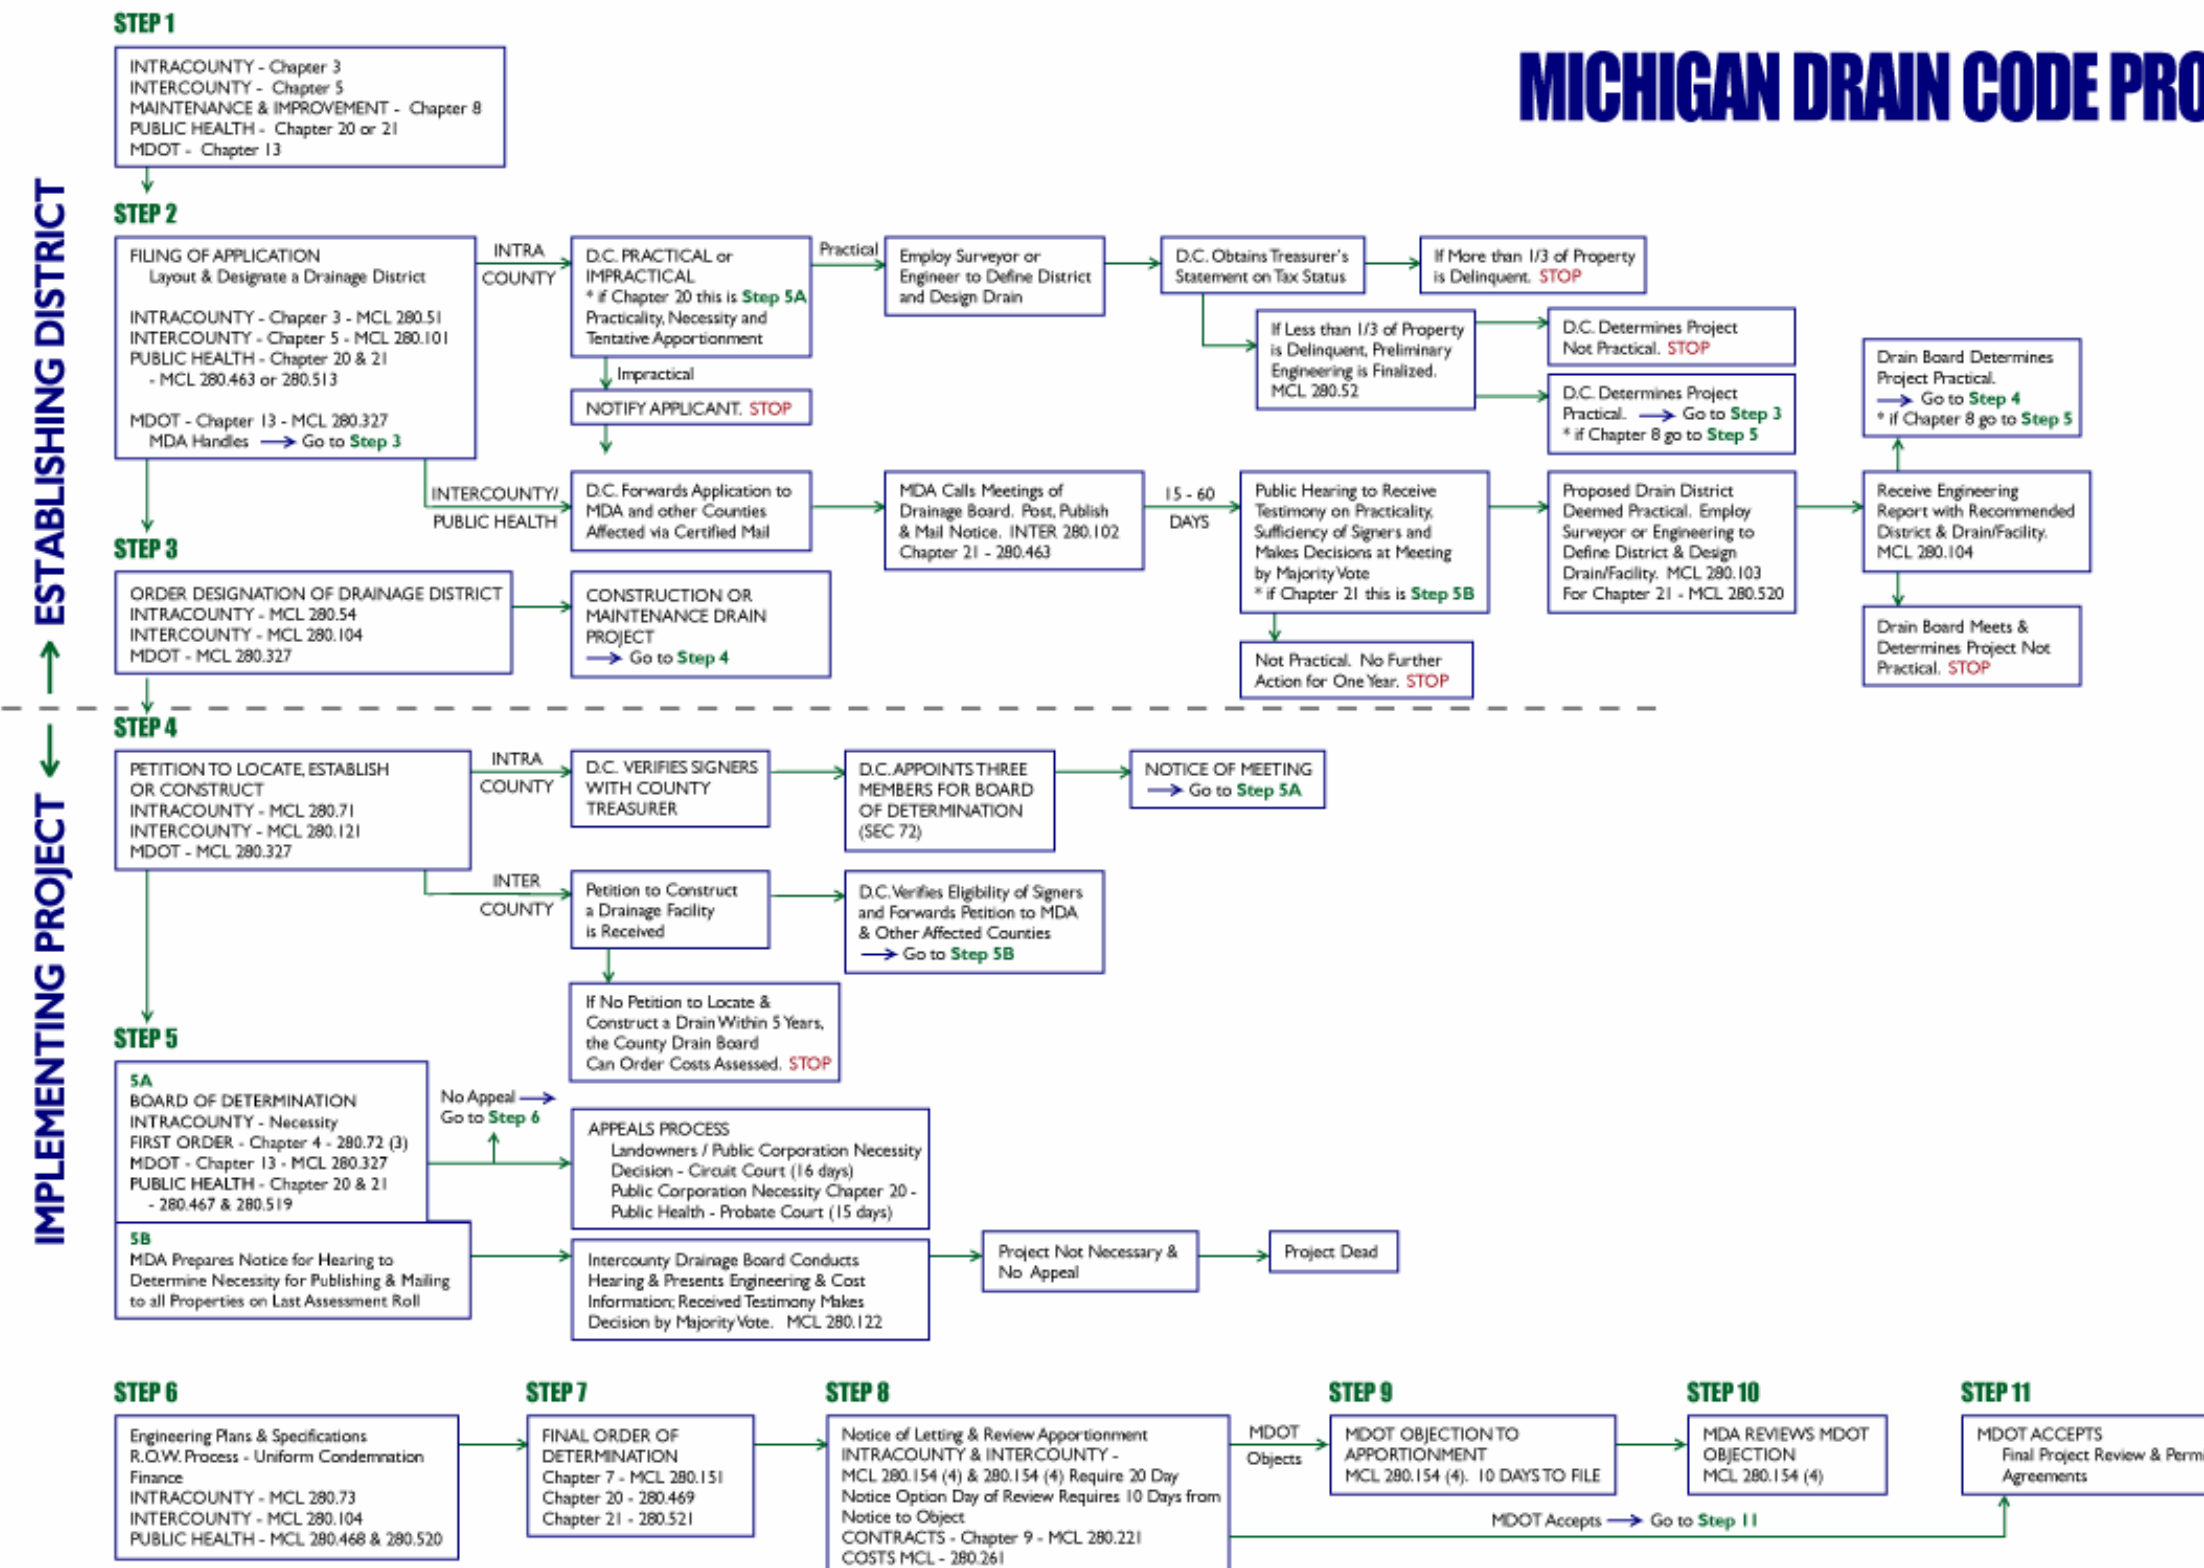 STEP 1
INTRACOUNTY - Chapter 3
INTERCOUNTY - Chapter 5
MAINTENANCE & IMPROVEMENT - Chapter 8
PUBLIC HEALTH - Chapter 20 or 21
MDOT - Chapter 13
MICHIGAN DRAIN CODE PRO
ESTABLISHING DISTRICT
STEP 2
FILING OF APPLICATION
Layout & Designate a Drainage District
INTRACOUNTY - Chapter 3 - MCL 280.51
INTERCOUNTY - Chapter 5 - MCL 280.101
PUBLIC HEALTH - Chapter 20 & 21
- MCL 280.463 or 280.513
MDOT - Chapter 13 - MCL 280.327
MDA Handles → Go to Step 3
INTRA
COUNTY
D.C. PRACTICAL or
IMPRACTICAL
* if Chapter 20 this is Step 5A
Practicality, Necessity and
Tentative Apportionment
Practical
Employ Surveyor or
Engineer to Define District
and Design Drain
D.C. Obtains Treasurer's
Statement on Tax Status
If More than 1/3 of Property
is Delinquent. STOP
If Less than 1/3 of Property
is Delinquent, Preliminary
Engineering is Finalized.
MCL 280.52
D.C. Determines Project
Not Practical. STOP
D.C. Determines Project
Practical. → Go to Step 3
* if Chapter 8 go to Step 5
Impractical
NOTIFY APPLICANT. STOP
INTERCOUNTY/
PUBLIC HEALTH
D.C. Forwards Application to
MDA and other Counties
Affected via Certified Mail
MDA Calls Meetings of
Drainage Board. Post, Publish
& Mail Notice. INTER 280.102
Chapter 21 - 280.463
15 - 60
DAYS
Public Hearing to Receive
Testimony on Practicality,
Sufficiency of Signers and
Makes Decisions at Meeting
by Majority Vote
* if Chapter 21 this is Step 5B
Not Practical. No Further
Action for One Year. STOP
Proposed Drain District
Deemed Practical. Employ
Surveyor or Engineering to
Define District & Design
Drain/Facility. MCL 280.103
For Chapter 21 - MCL 280.520
Drain Board Determines
Project Practical.
→ Go to Step 4
* if Chapter 8 go to Step 5
Receive Engineering
Report with Recommended
District & Drain/Facility.
MCL 280.104
Drain Board Meets &
Determines Project Not
Practical. STOP
STEP 3
ORDER DESIGNATION OF DRAINAGE DISTRICT
INTRACOUNTY - MCL 280.54
INTERCOUNTY - MCL 280.104
MDOT - MCL 280.327
CONSTRUCTION OR
MAINTENANCE DRAIN
PROJECT
→ Go to Step 4
IMPLEMENTING PROJECT
STEP 4
PETITION TO LOCATE, ESTABLISH
OR CONSTRUCT
INTRACOUNTY - MCL 280.71
INTERCOUNTY - MCL 280.121
MDOT - MCL 280.327
INTRA
COUNTY
D.C. VERIFIES SIGNERS
WITH COUNTY
TREASURER
D.C. APPOINTS THREE
MEMBERS FOR BOARD
OF DETERMINATION
(SEC 72)
NOTICE OF MEETING
→ Go to Step 5A
INTER
COUNTY
Petition to Construct
a Drainage Facility
is Received
D.C. Verifies Eligibility of Signers
and Forwards Petition to MDA
& Other Affected Counties
→ Go to Step 5B
If No Petition to Locate &
Construct a Drain Within 5 Years,
the County Drain Board
Can Order Costs Assessed. STOP
STEP 5
5A
BOARD OF DETERMINATION
INTRACOUNTY - Necessity
FIRST ORDER - Chapter 4 - 280.72 (3)
MDOT - Chapter 13 - MCL 280.327
PUBLIC HEALTH - Chapter 20 & 21
- 280.467 & 280.519
No Appeal →
Go to Step 6
APPEALS PROCESS
Landowners / Public Corporation Necessity
Decision - Circuit Court (16 days)
Public Corporation Necessity Chapter 20 -
Public Health - Probate Court (15 days)
5B
MDA Prepares Notice for Hearing to
Determine Necessity for Publishing & Mailing
to all Properties on Last Assessment Roll
Intercounty Drainage Board Conducts
Hearing & Presents Engineering & Cost
Information; Received Testimony Makes
Decision by Majority Vote. MCL 280.122
Project Not Necessary &
No Appeal
Project Dead
STEP 6
Engineering Plans & Specifications
R.O.W. Process - Uniform Condemnation
Finance
INTRACOUNTY - MCL 280.73
INTERCOUNTY - MCL 280.104
PUBLIC HEALTH - MCL 280.468 & 280.520
STEP 7
FINAL ORDER OF
DETERMINATION
Chapter 7 - MCL 280.151
Chapter 20 - 280.469
Chapter 21 - 280.521
STEP 8
Notice of Letting & Review Apportionment
INTRACOUNTY & INTERCOUNTY -
MCL 280.154 (4) & 280.154 (4) Require 20 Day
Notice Option Day of Review Requires 10 Days from
Notice to Object
CONTRACTS - Chapter 9 - MCL 280.221
COSTS MCL - 280.261
MDOT
Objects
STEP 9
MDOT OBJECTION TO
APPORTIONMENT
MCL 280.154 (4). 10 DAYS TO FILE
STEP 10
MDA REVIEWS MDOT
OBJECTION
MCL 280.154 (4)
MDOT Accepts → Go to Step 11
STEP 11
MDOT ACCEPTS
Final Project Review & Permi
Agreements